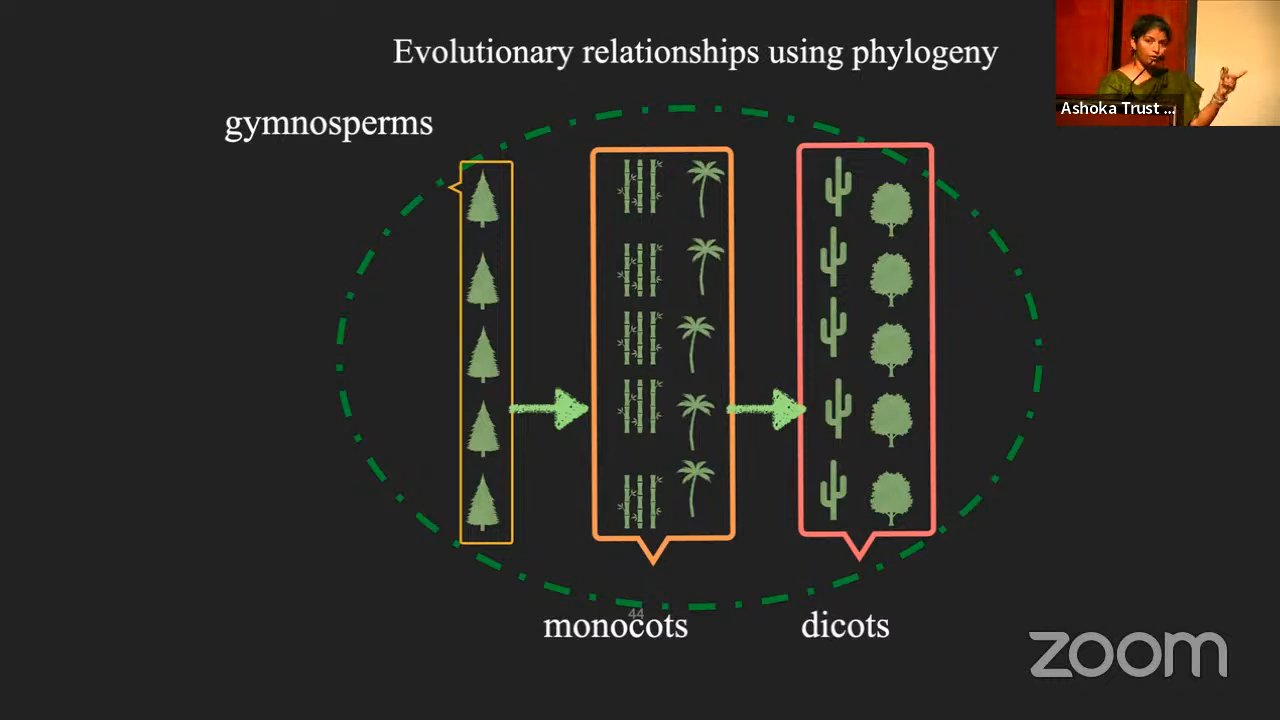 Evolutionary relationships using phylogeny
Ashoka Trust ...
gymnosperms
44
monocots
dicots
zoom